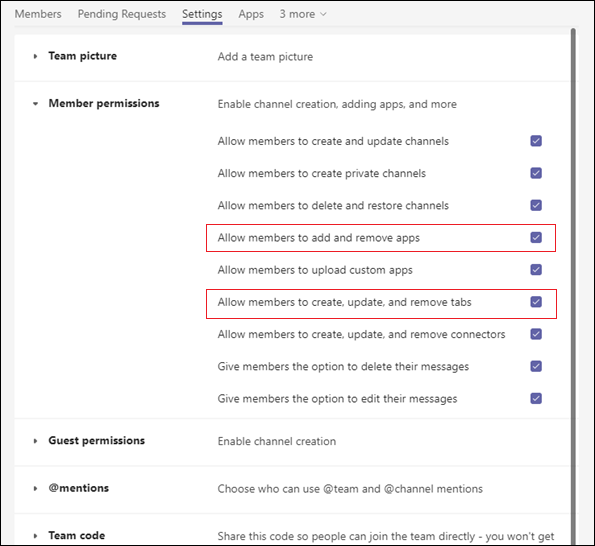 Members Pending Requests Settings Apps 3 more
Team picture Add a team picture
Member permissions Enable channel creation, adding apps, and more
Allow members to create and update channels
Allow members to create private channels
Allow members to delete and restore channels
Allow members to add and remove apps
Allow members to upload custom apps
Allow members to create, update, and remove tabs
Allow members to create, update, and remove connectors
Give members the option to delete their messages
Give members the option to edit their messages
Guest permissions Enable channel creation
@mentions Choose who can use @team and @channel mentions
Team code Share this code so people can join the team directly - you won't get